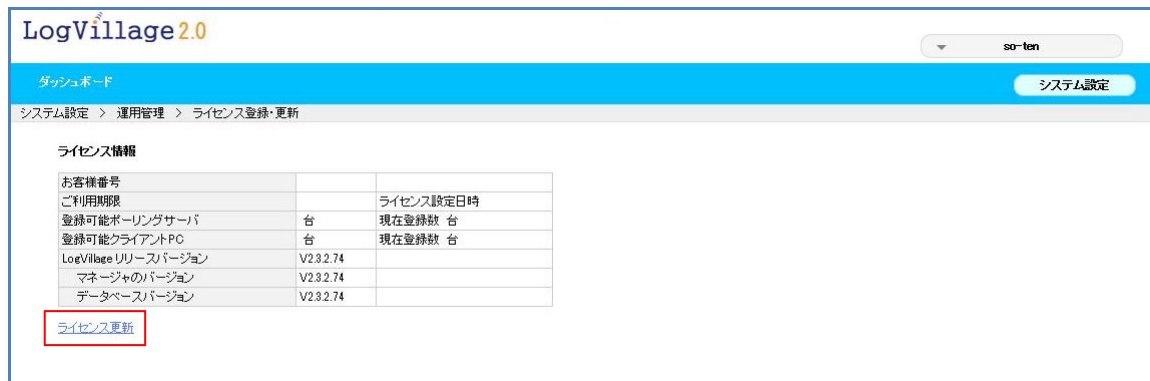 LogVillage 2.0
so-ten
ダッシュボード
システム設定
システム設定 > 運用管理 > ライセンス登録・更新
ライセンス情報
お客様番号
ご利用期限 ライセンス設定日時
登録可能ポーリングサーバ 台 現在登録数 台
登録可能クライアントPC 台 現在登録数 台
LogVillage リリースバージョン V2.3.2.74
マネージャのバージョン V2.3.2.74
データベースバージョン V2.3.2.74
ライセンス更新